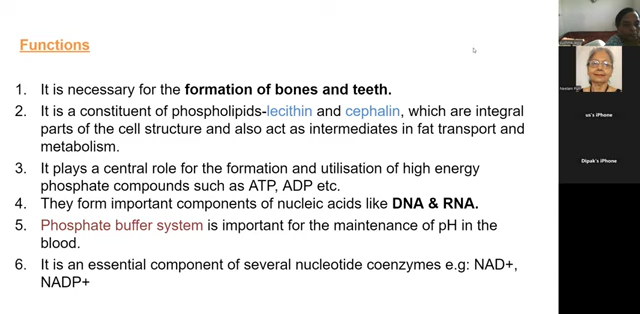 Functions
1. It is necessary for the formation of bones and teeth.
2. It is a constituent of phospholipids-lecithin and cephalin, which are integral
parts of the cell structure and also act as intermediates in fat transport and
metabolism.
3. It plays a central role for the formation and utilisation of high energy
phosphate compounds such as ATP, ADP etc.
4. They form important components of nucleic acids like DNA & RNA.
5. Phosphate buffer system is important for the maintenance of pH in the
blood.
6. It is an essential component of several nucleotide coenzymes e.g: NAD+,
NADP+
us's iPhone
Dipak's iPhone